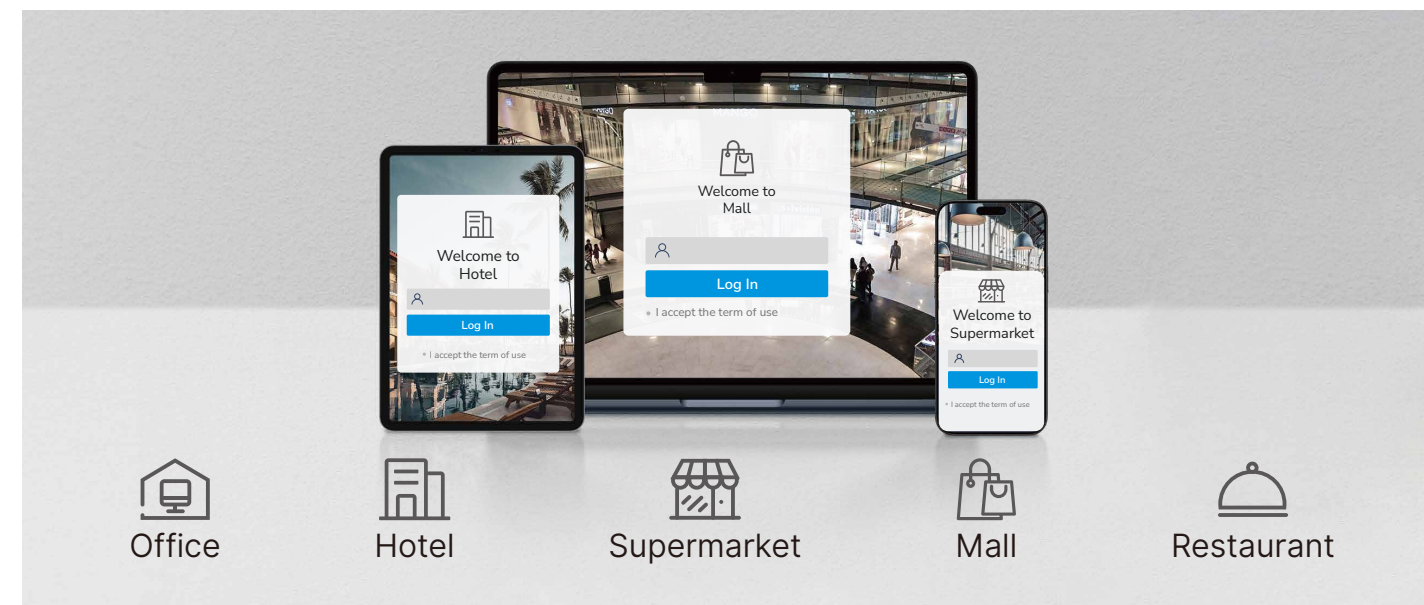 MANGO
Welcome to
Mall
Log In
I accept the term of use
Welcome to
Hotel
Log In
I accept the term of use
Welcome to
Supermarket
Log In
I accept the term of use
Office
Hotel
Supermarket
Mall
Restaurant